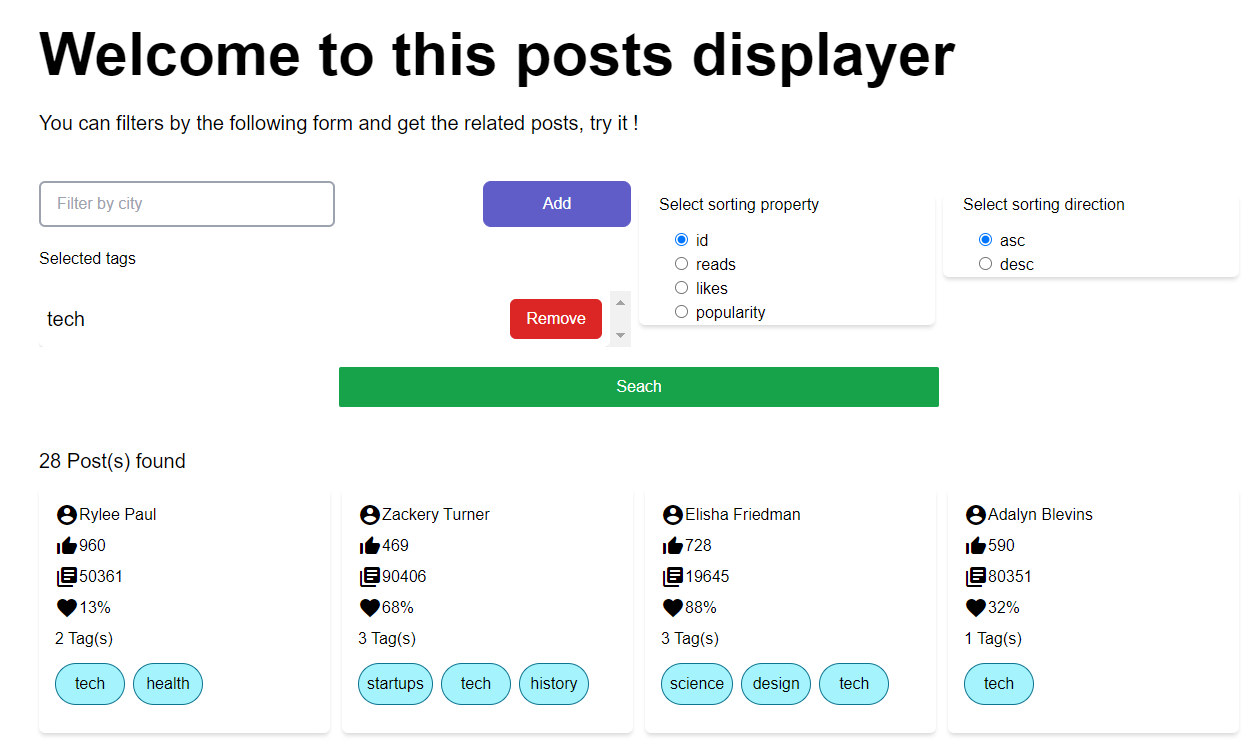 Welcome to this posts displayer
You can filters by the following form and get the related posts, try it !
Filter by city
Add
Selected tags
tech
Remove
Select sorting property
id
reads
likes
popularity
Select sorting direction
asc
desc
Seach
28 Post(s) found
Rylee Paul
960
50361
13%
2 Tag(s)
tech health
Zackery Turner
469
90406
68%
3 Tag(s)
startups tech history
Elisha Friedman
728
19645
88%
3 Tag(s)
science design tech
Adalyn Blevins
590
80351
32%
1 Tag(s)
tech